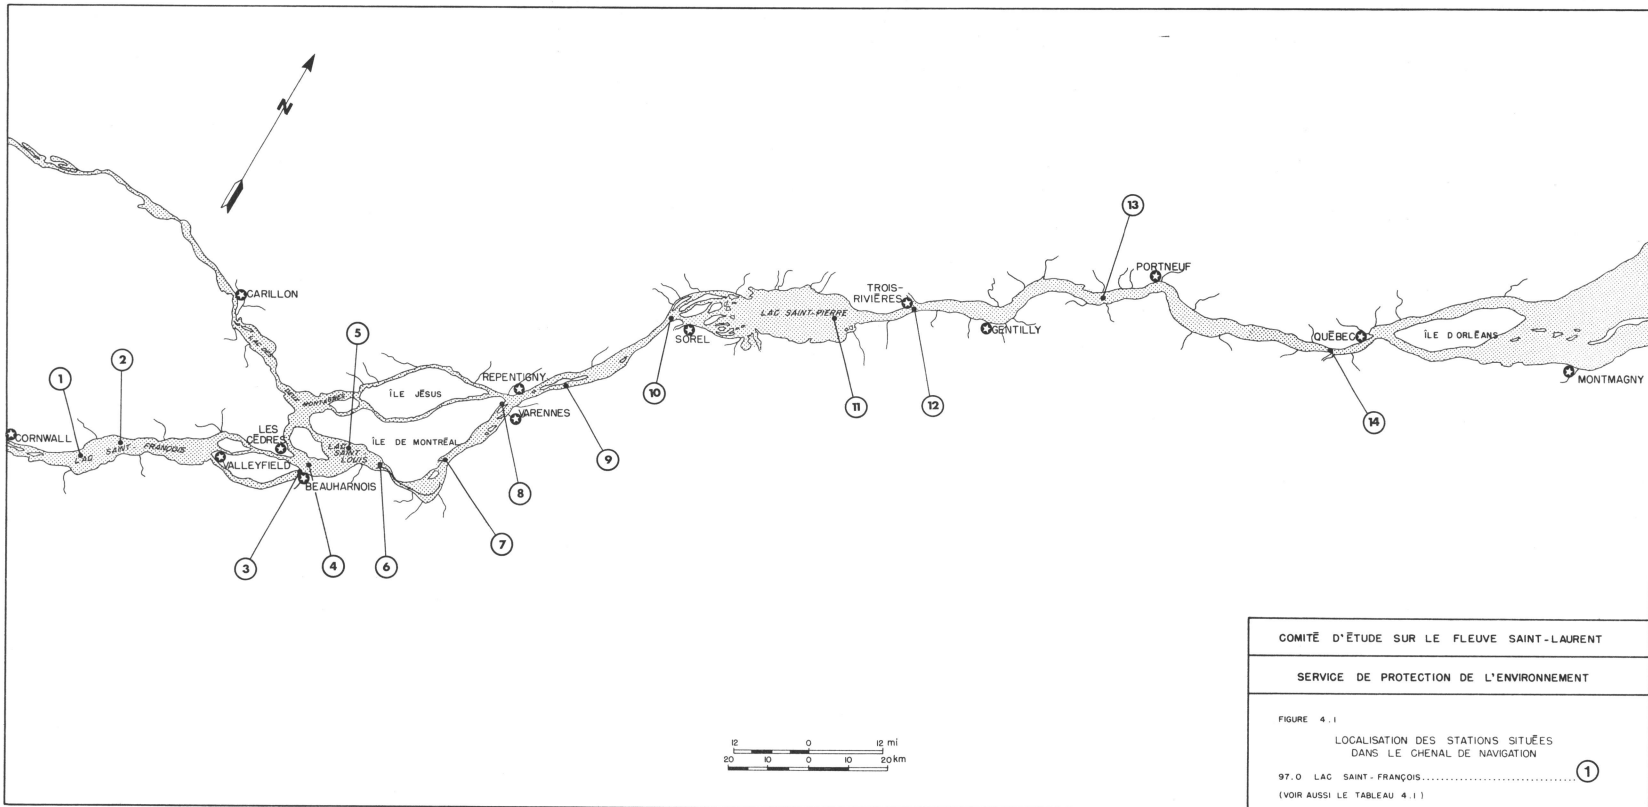 N
13
PORTNEUF
CARILLON
TROIS-
RIVIÈRES
LAC SAINT-PIERRE
GENTILLY
SOREL
QUÉBEC
ÎLE D'ORLÉANS
MONTMAGNY
LAC DES
DEUX MONTAGNES
5
2
1
REPENTIGNY
ÎLE JÉSUS
VARENNES
10
11
12
14
CORNWALL
LES
CÈDRES
ÎLE DE MONTRÉAL
LAC SAINT FRANÇOIS
LAC
SAINT
LOUIS
VALLEYFIELD
BEAUHARNOIS
9
8
7
3
4
6
12 0 12 mi
20 10 0 10 20 km
COMITÉ D'ÉTUDE SUR LE FLEUVE SAINT-LAURENT
SERVICE DE PROTECTION DE L'ENVIRONNEMENT
FIGURE 4.1
LOCALISATION DES STATIONS SITUÉES
DANS LE CHENAL DE NAVIGATION
97.0 LAC SAINT-FRANÇOIS............................... 1
(VOIR AUSSI LE TABLEAU 4.1)